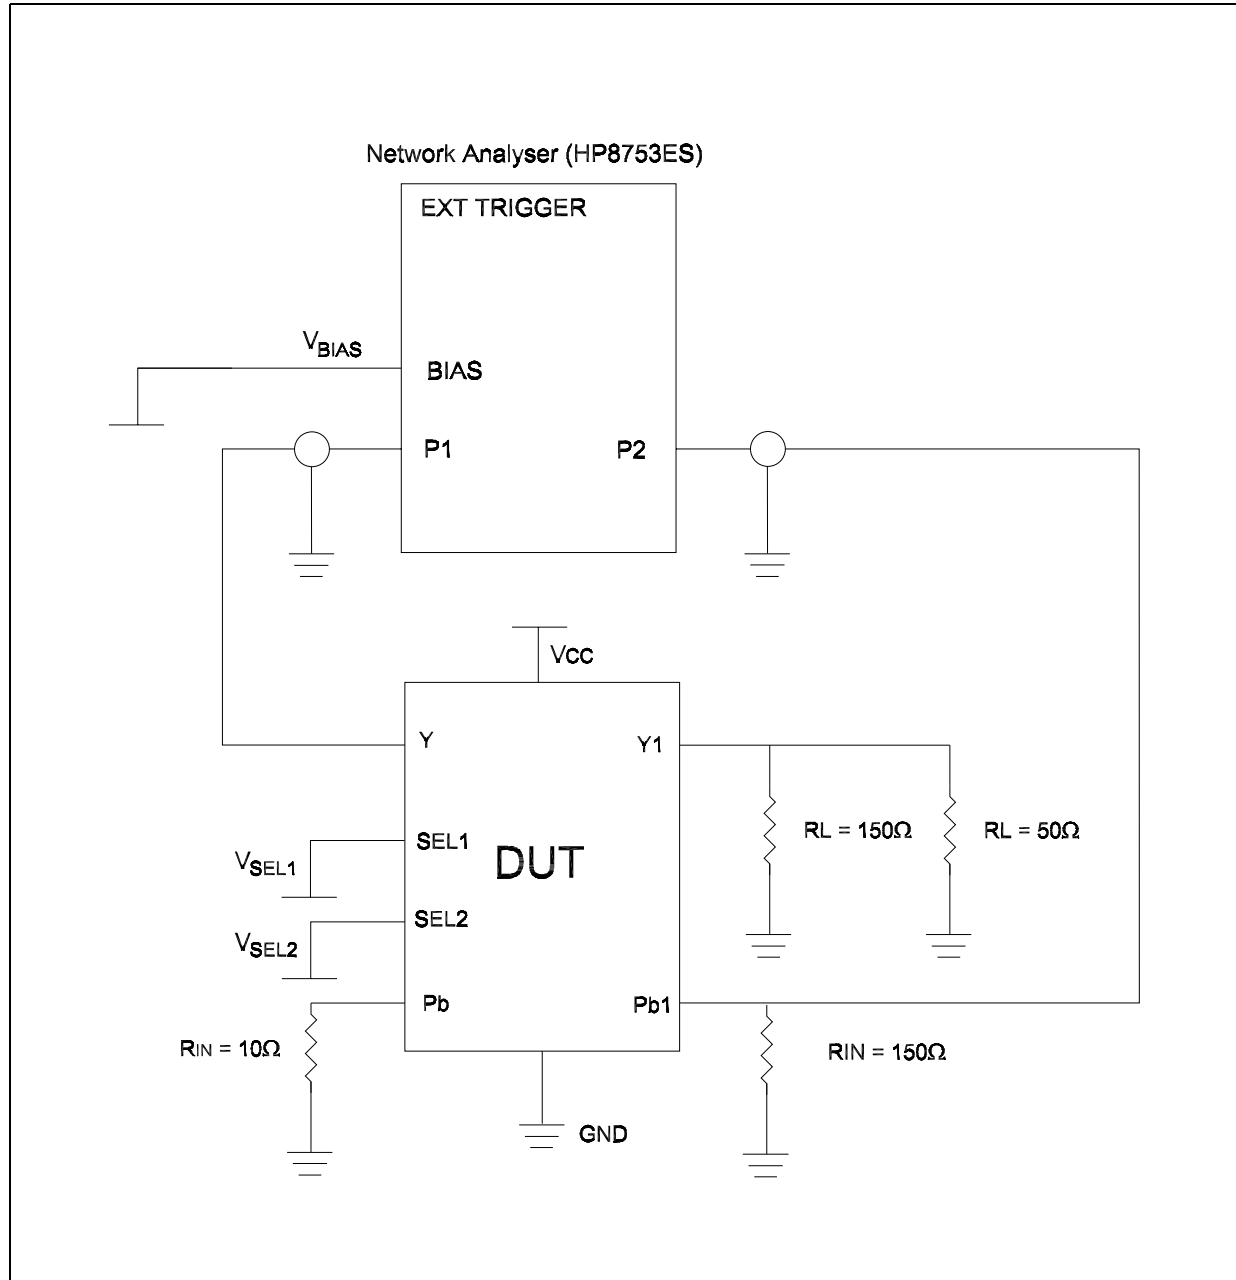 Network Analyser (HP8753ES)
EXT TRIGGER
VBIAS
BIAS
P1
P2
VCC
Y
Y1
RL = 150Ω
RL = 50Ω
SEL1
VSEL1
DUT
SEL2
VSEL2
Pb
Pb1
RIN = 10Ω
RIN = 150Ω
GND